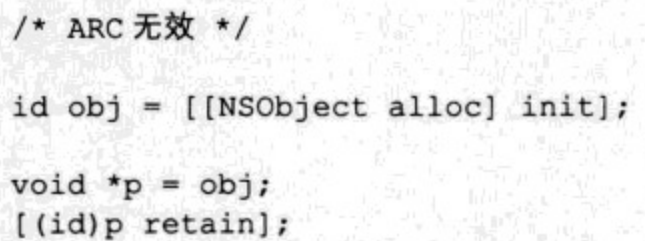 /* ARC 无效 */
id obj = [[NSObject alloc] init];
void *p = obj;
[(id)p retain];